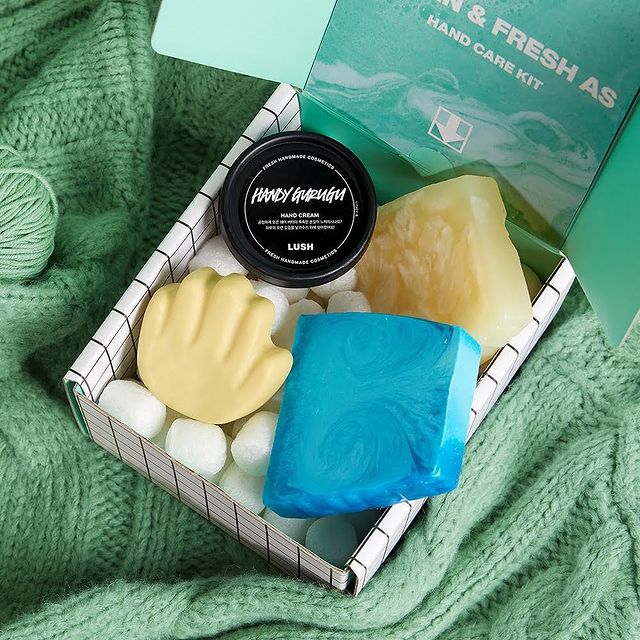 N & FRESH AS
HAND CARE KIT
FRESH HANDMADE COSMETICS
HANDY GURUGU
HAND CREAM
LUSH
FRESH HANDMADE COSMETICS